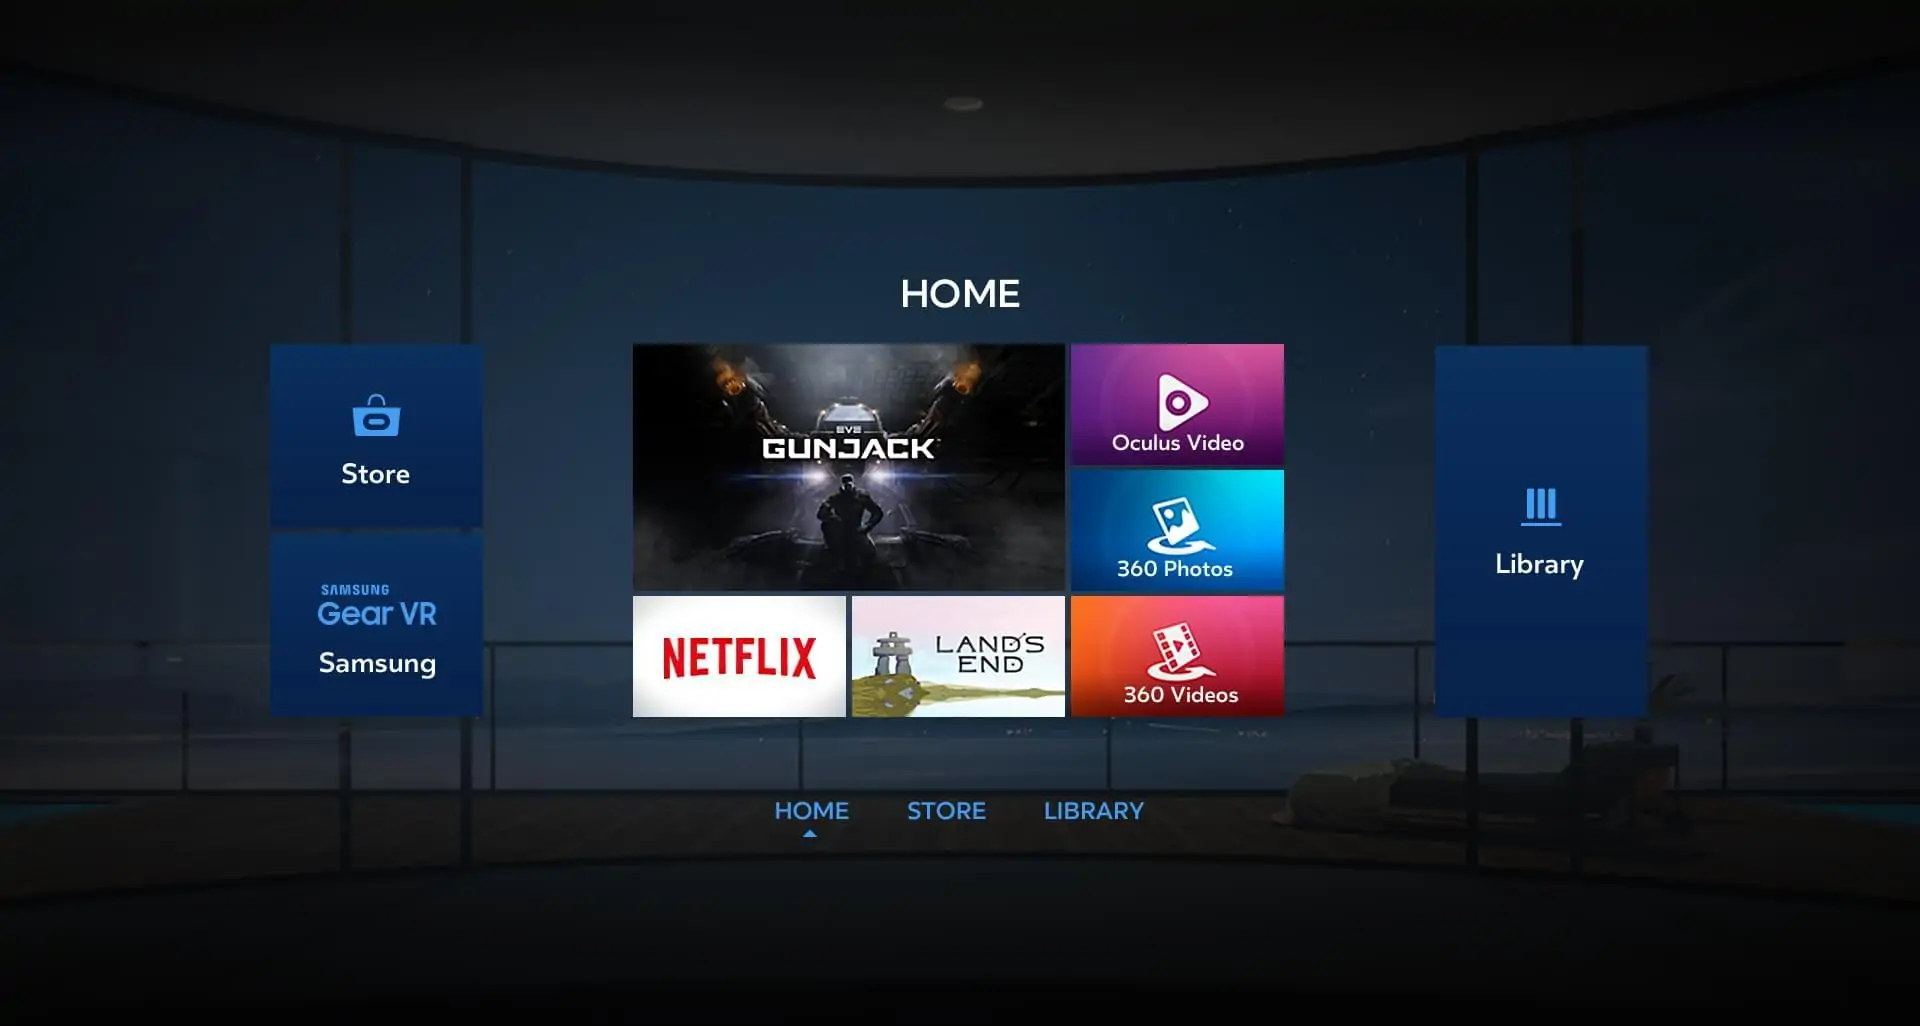 HOME
Store
SAMSUNG
Gear VR
Samsung
EVE
GUNJACK
Oculus Video
360 Photos
NETFLIX
LAND'S
END
360 Videos
Library
HOME STORE LIBRARY